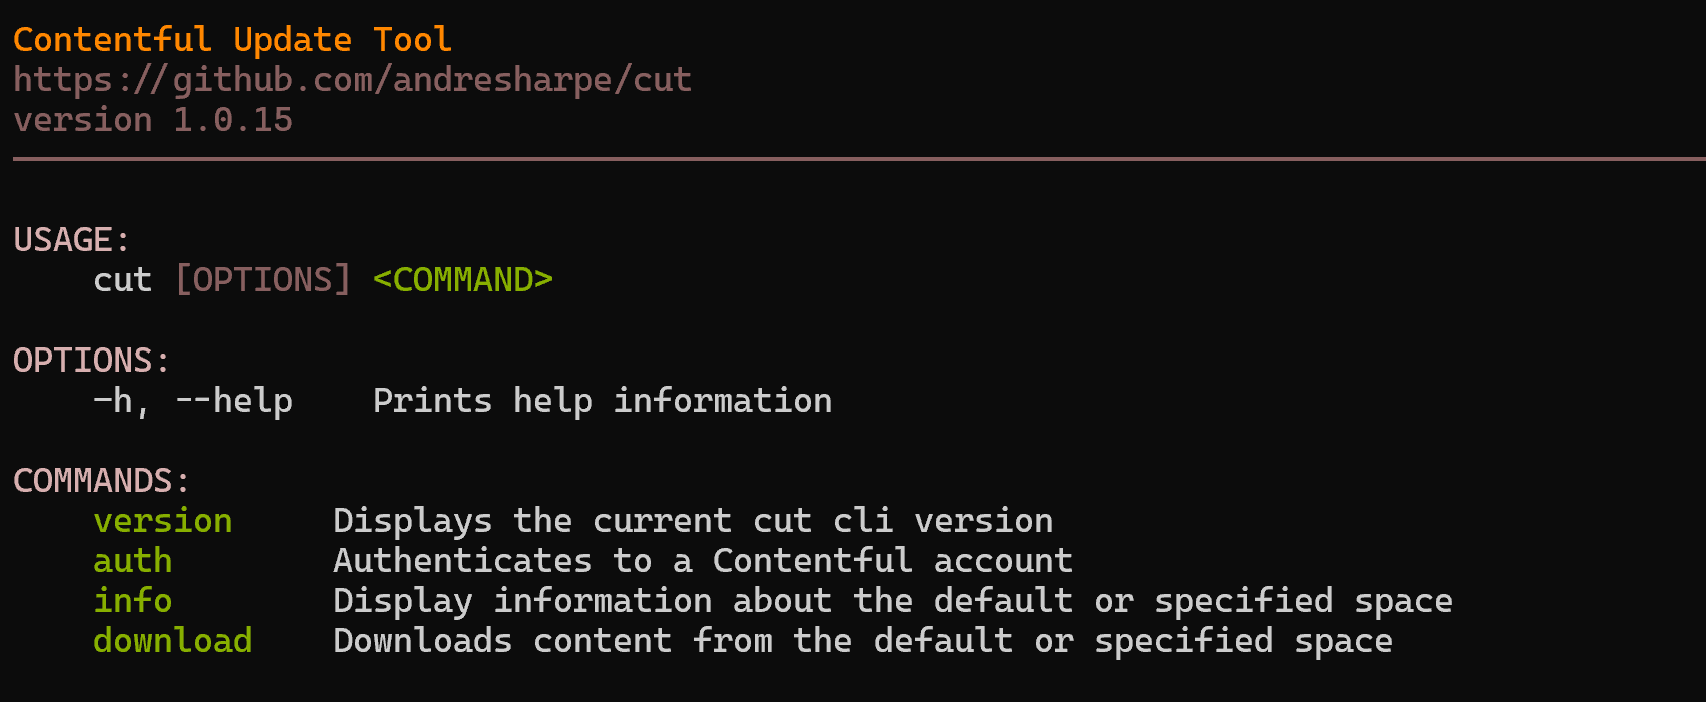 Contentful Update Tool
https://github.com/andresharpe/cut
version 1.0.15
USAGE:
cut [OPTIONS] <COMMAND>
OPTIONS:
-h, --help    Prints help information
COMMANDS:
version     Displays the current cut cli version
auth        Authenticates to a Contentful account
info        Display information about the default or specified space
download    Downloads content from the default or specified space